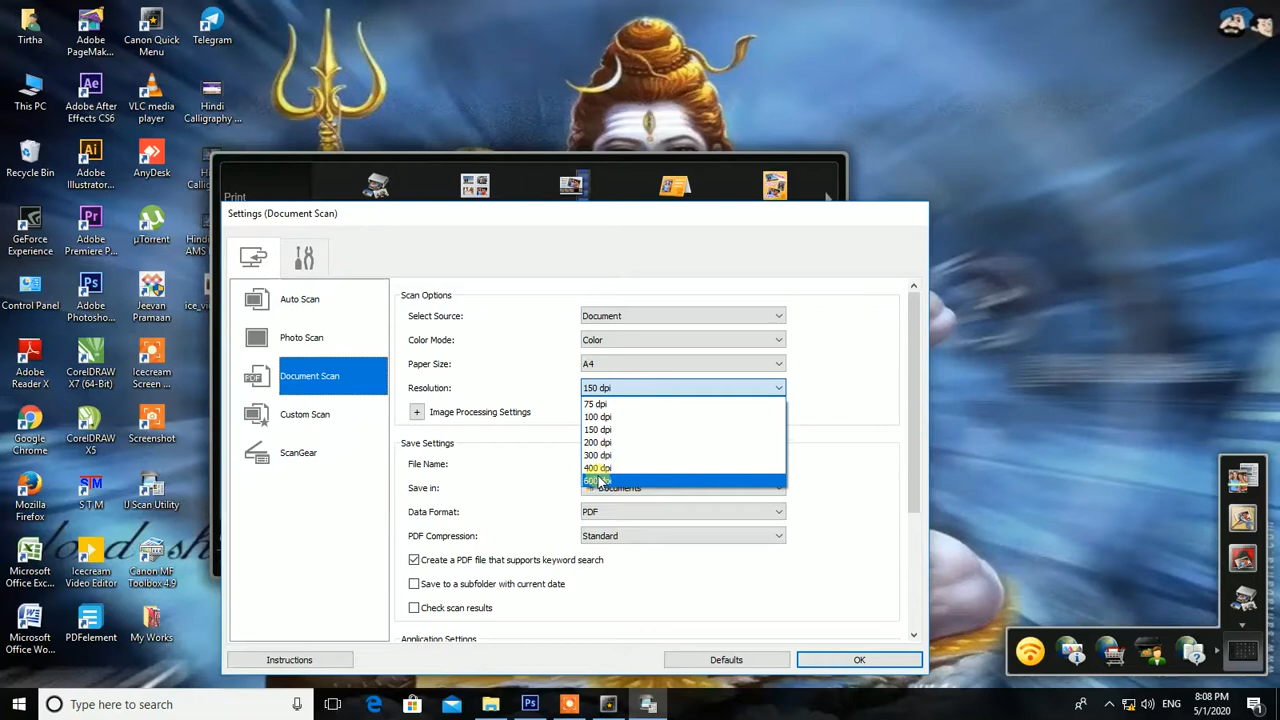 Tirtha
Adobe
PageMak...
Canon Quick
Menu
Telegram
This PC
Adobe After
Effects CS6
VLC media
player
Hindi
Calligraphy ...
Recycle Bin
Adobe
Illustrator...
AnyDesk
GeForce
Experience
Adobe
Premiere P...
µTorrent
Control Panel
Adobe
Photosho...
Jeevan
Pramaan
Adobe
Reader X
CorelDRAW
X7 (64-Bit)
Icecream
Screen ...
Google
Chrome
CorelDRAW
X5
Screenshot
Mozilla
Firefox
S T M
IJ Scan Utility
Microsoft
Office Exc...
Icecream
Video Editor
Canon MF
Toolbox 4.9
Microsoft
Office Wo...
PDFelement
My Works
Print
Settings (Document Scan)
Auto Scan
Photo Scan
Document Scan
Custom Scan
ScanGear
Scan Options
Select Source: Document
Color Mode: Color
Paper Size: A4
Resolution: 150 dpi
75 dpi
100 dpi
150 dpi
200 dpi
300 dpi
400 dpi
+ Image Processing Settings
Save Settings
File Name:
Save in: Documents
Data Format: PDF
PDF Compression: Standard
Create a PDF file that supports keyword search
Save to a subfolder with current date
Check scan results
Application Settings
Instructions
Defaults
OK
Type here to search
ENG
8:08 PM
5/1/2020